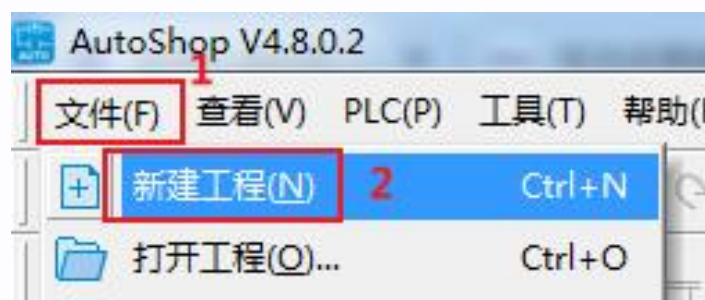 AutoShop V4.8.0.2
1
文件(F) 查看(V) PLC(P) 工具(T) 帮助(
新建工程(N) 2 Ctrl+N
打开工程(O)... Ctrl+O